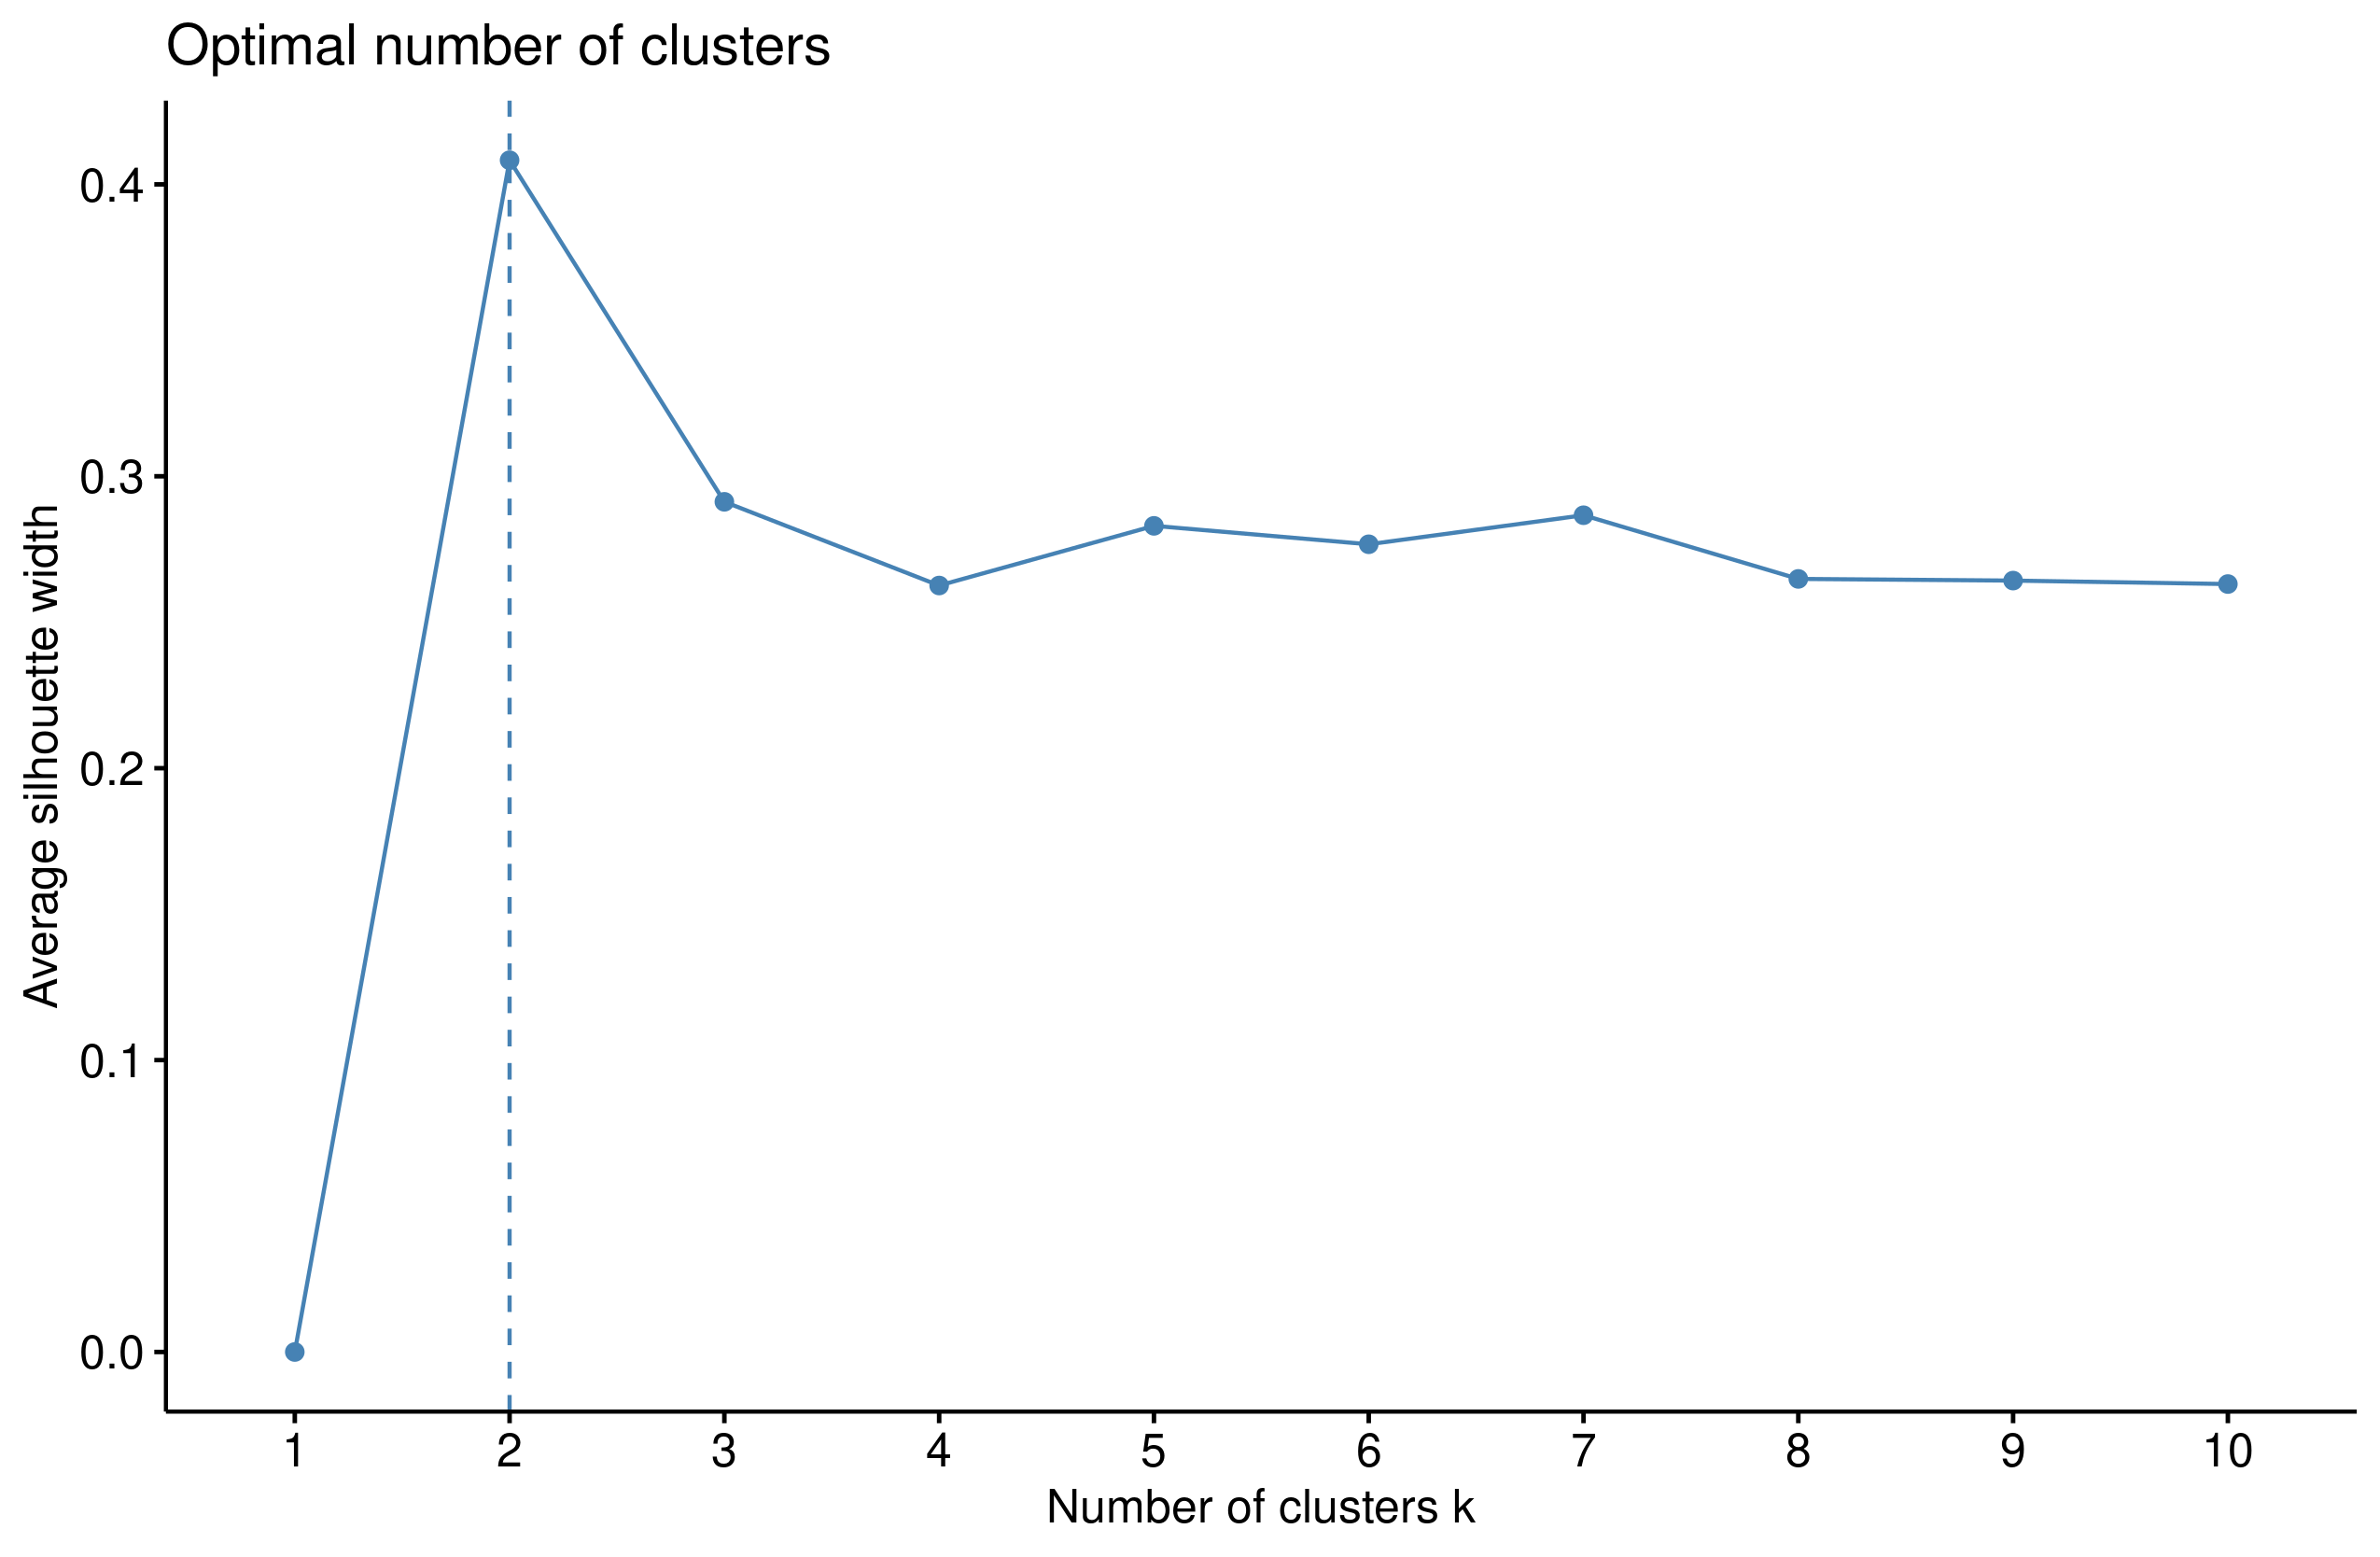 Optimal number of clusters
Average silhouette width
0.4
0.3
0.2
0.1
0.0
1 2 3 4 5 6 7 8 9 10
Number of clusters k